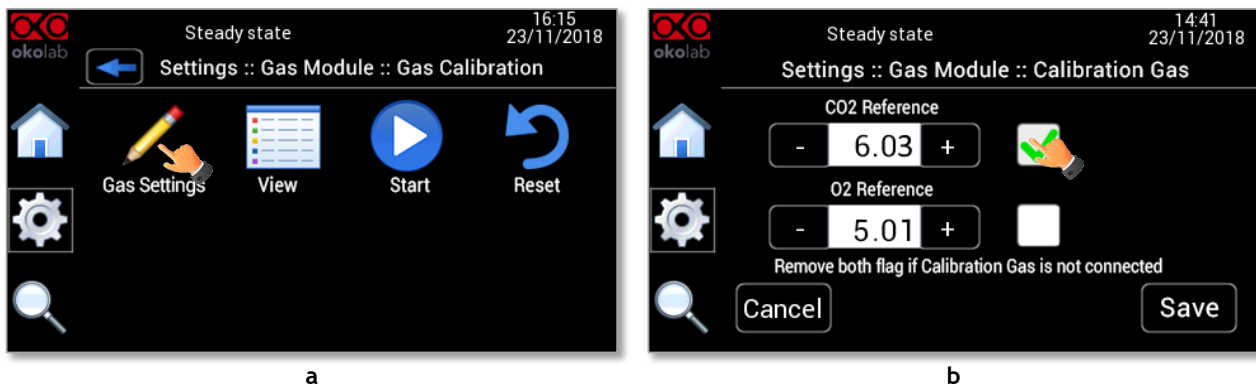 oko lab
Steady state
16:15
23/11/2018
Settings :: Gas Module :: Gas Calibration
Gas Settings
View
Start
Reset
a
okolab
Steady state
14:41
23/11/2018
Settings :: Gas Module :: Calibration Gas
CO2 Reference
- 6.03 +
O2 Reference
- 5.01 +
Remove both flag if Calibration Gas is not connected
Cancel
Save
b